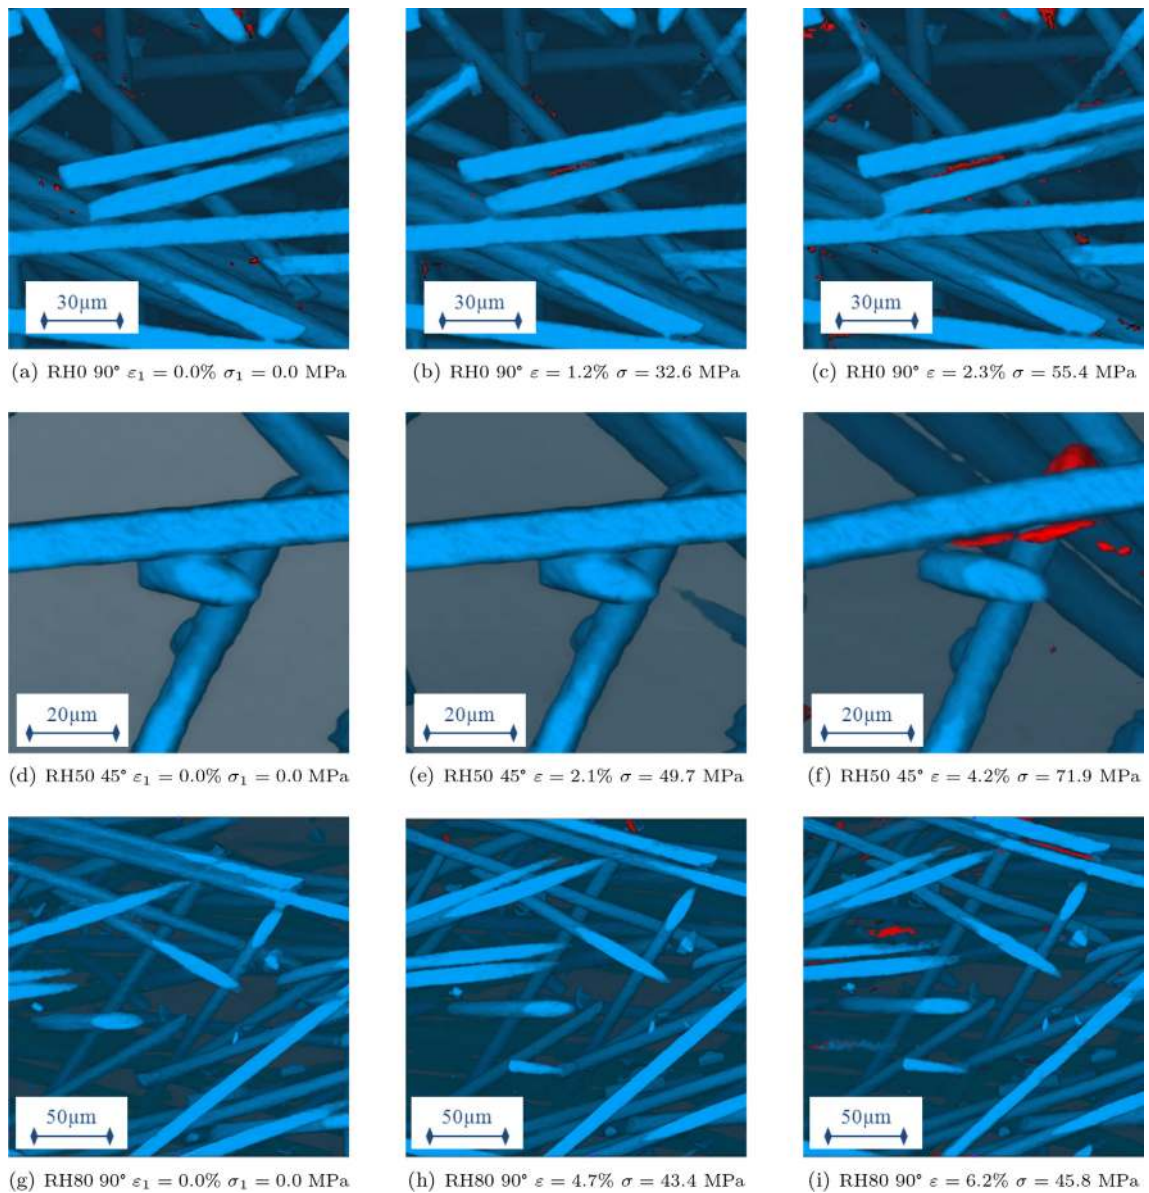 30μm 30μm 30μm
(a) RH0 90° ε₁ = 0.0% σ₁ = 0.0 MPa (b) RH0 90° ε = 1.2% σ = 32.6 MPa (c) RH0 90° ε = 2.3% σ = 55.4 MPa
20μm 20μm 20μm
(d) RH50 45° ε₁ = 0.0% σ₁ = 0.0 MPa (e) RH50 45° ε = 2.1% σ = 49.7 MPa (f) RH50 45° ε = 4.2% σ = 71.9 MPa
50μm 50μm 50μm
(g) RH80 90° ε₁ = 0.0% σ₁ = 0.0 MPa (h) RH80 90° ε = 4.7% σ = 43.4 MPa (i) RH80 90° ε = 6.2% σ = 45.8 MPa